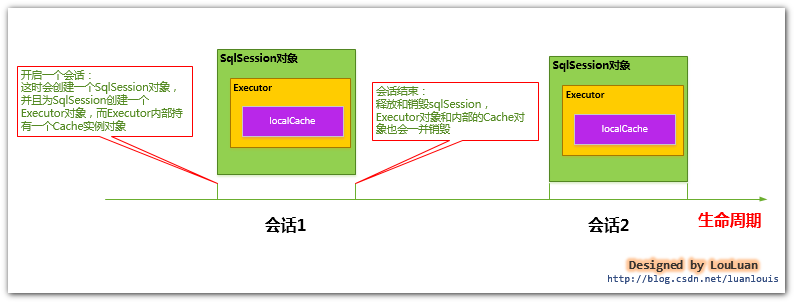 开启一个会话：
这时会创建一个SqlSession对象，
并且为SqlSession创建一个
Executor对象，而Executor内部持
有一个Cache实例对象
SqlSession对象
Executor
localCache
会话结束：
释放和销毁sqlSession，
Executor对象和内部的Cache对
象也会一并销毁
SqlSession对象
Executor
localCache
会话1
会话2
生命周期
Designed by LouLuan
http://blog.csdn.net/luanlouis